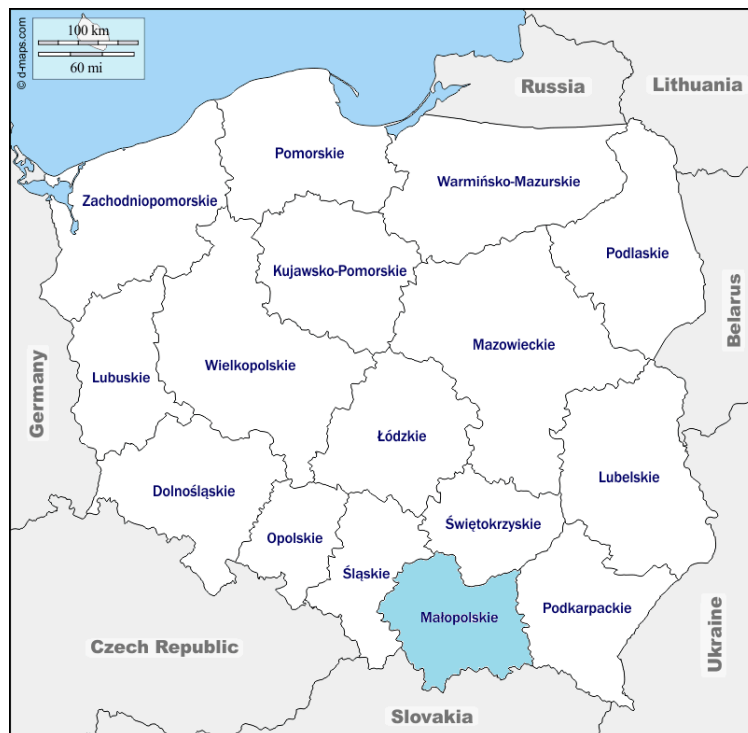 100 km
60 mi
© d-maps.com
Russia
Lithuania
Pomorskie
Warmińsko-Mazurskie
Zachodniopomorskie
Podlaskie
Kujawsko-Pomorskie
Belarus
Mazowieckie
Wielkopolskie
Lubuskie
Germany
Łódzkie
Lubelskie
Dolnośląskie
Świętokrzyskie
Opolskie
Śląskie
Podkarpackie
Małopolskie
Ukraine
Czech Republic
Slovakia